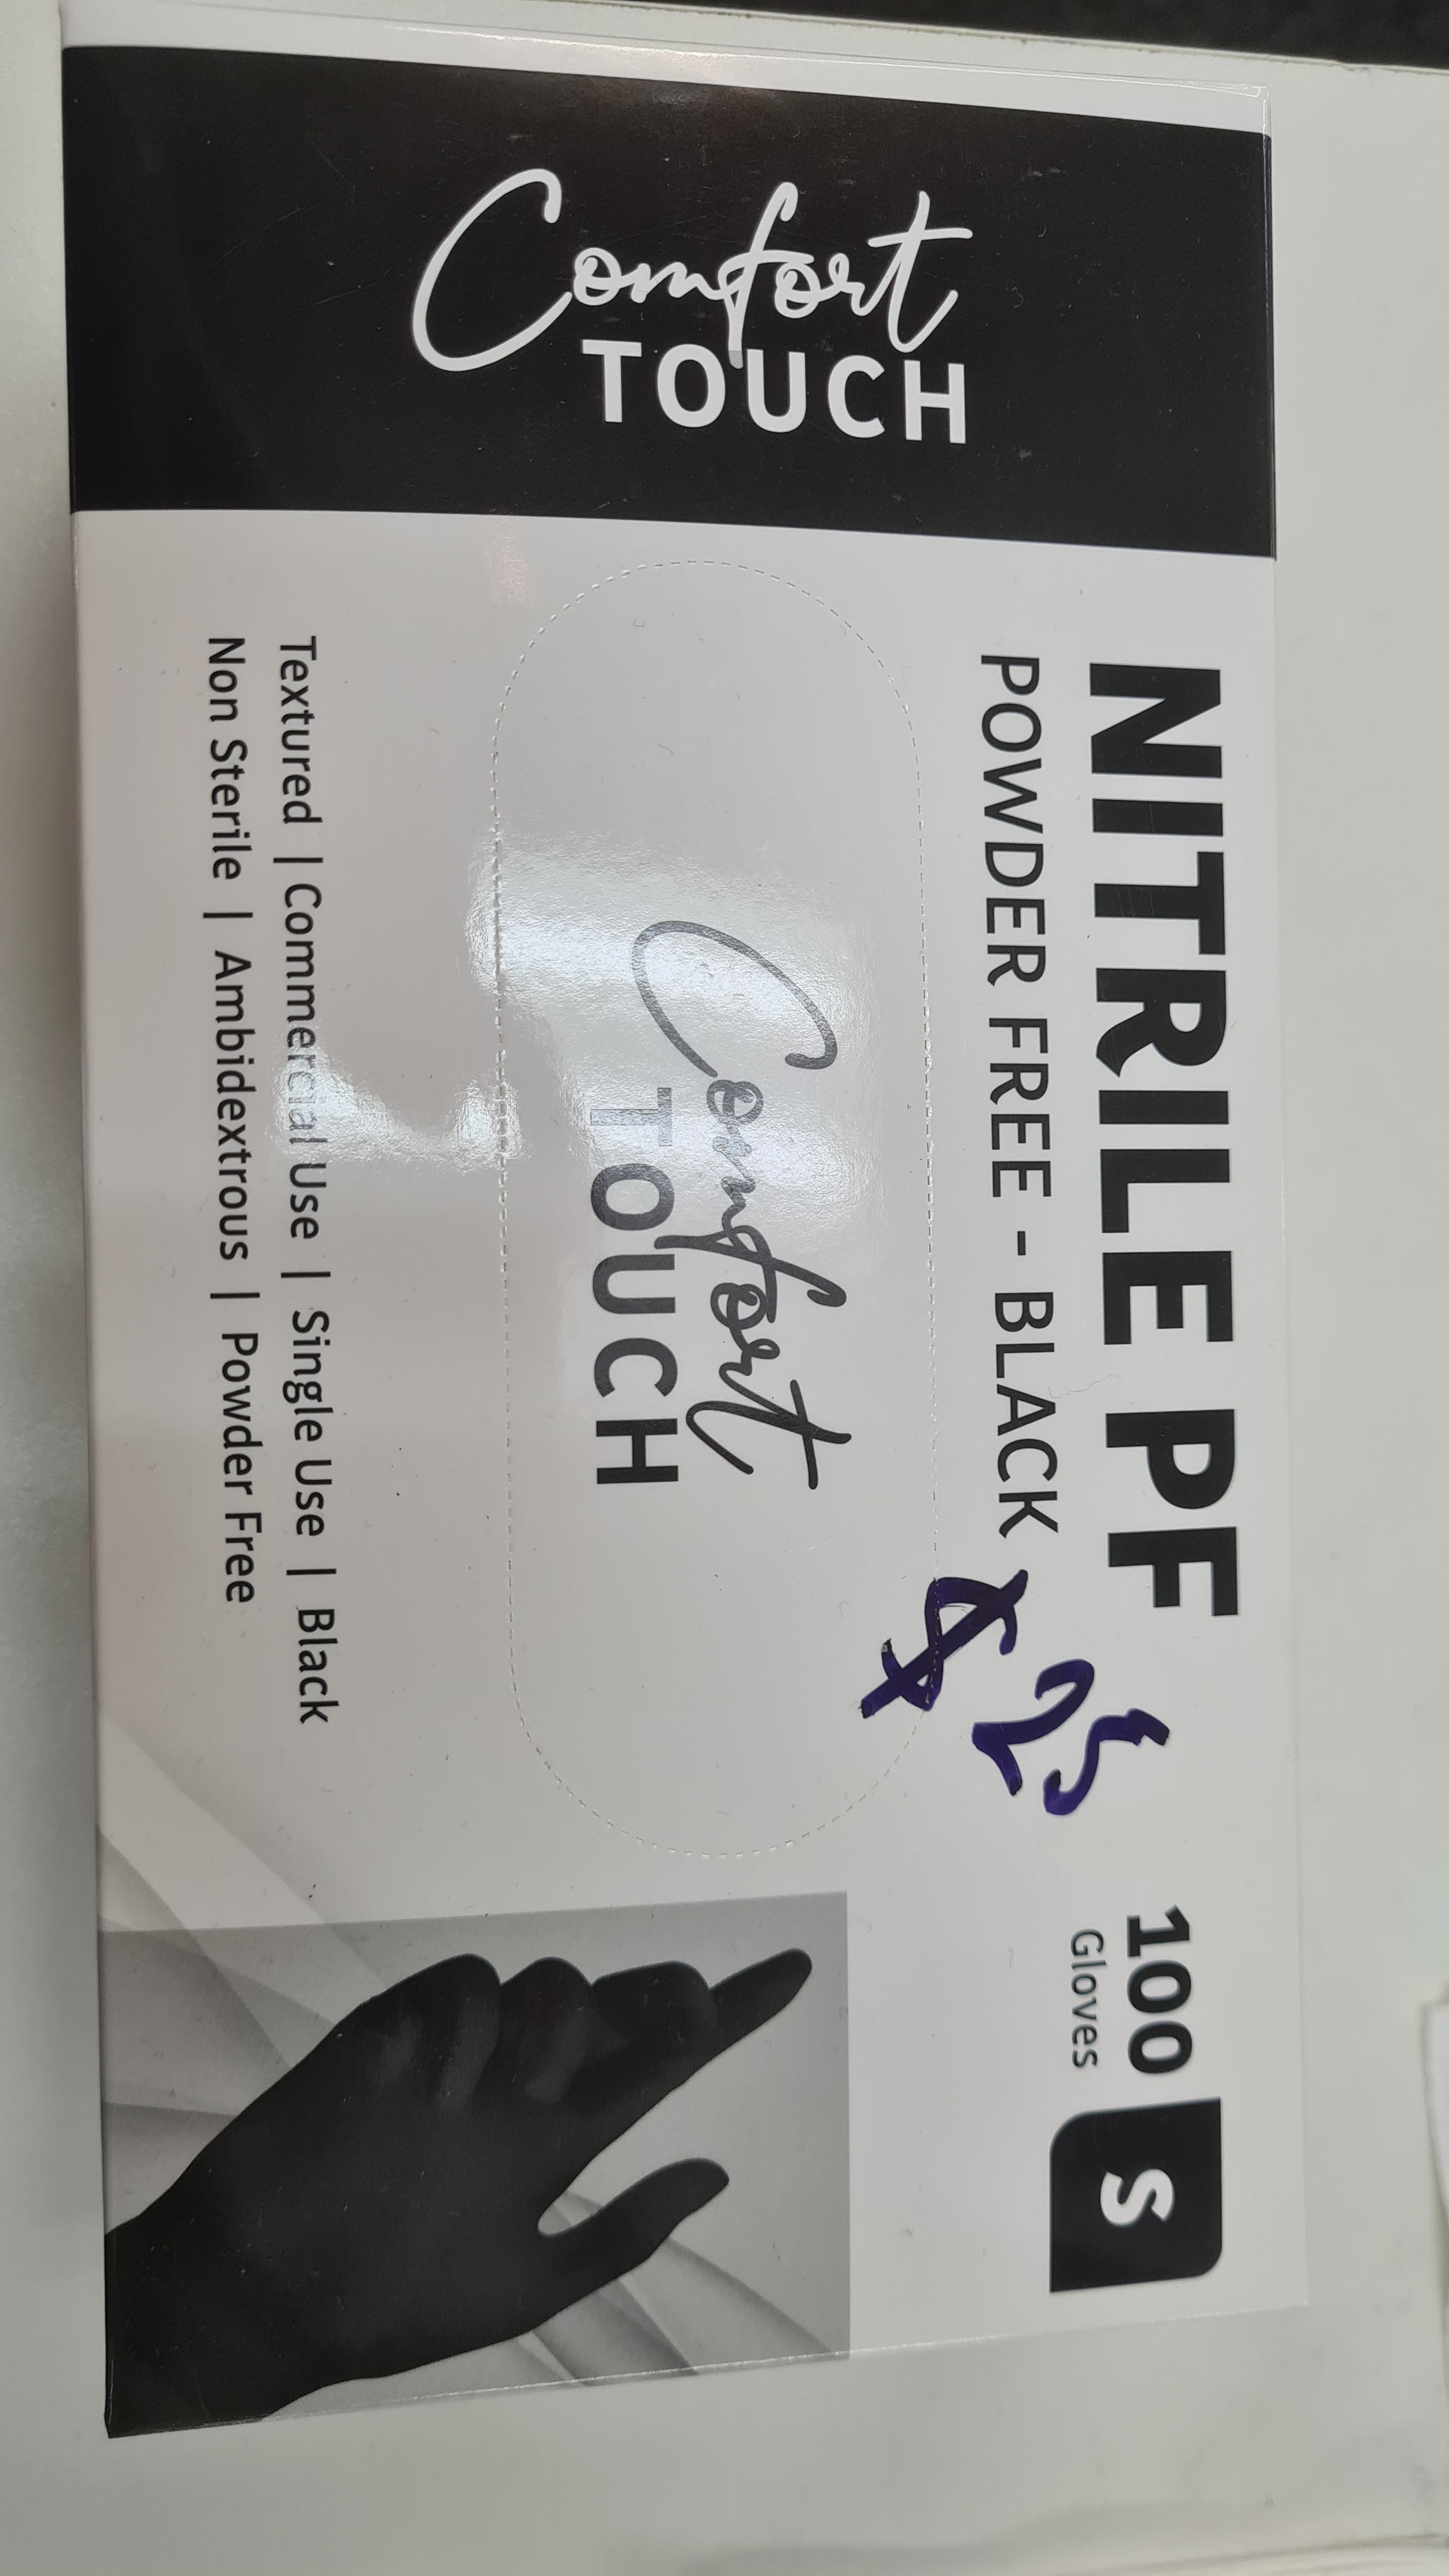 Comfort
TOUCH
NITRILE PF
POWDER FREE - BLACK
$25
100
Gloves
S
Comfort
TOUCH
Textured | Commercial Use | Single Use | Black
Non Sterile | Ambidextrous | Powder Free